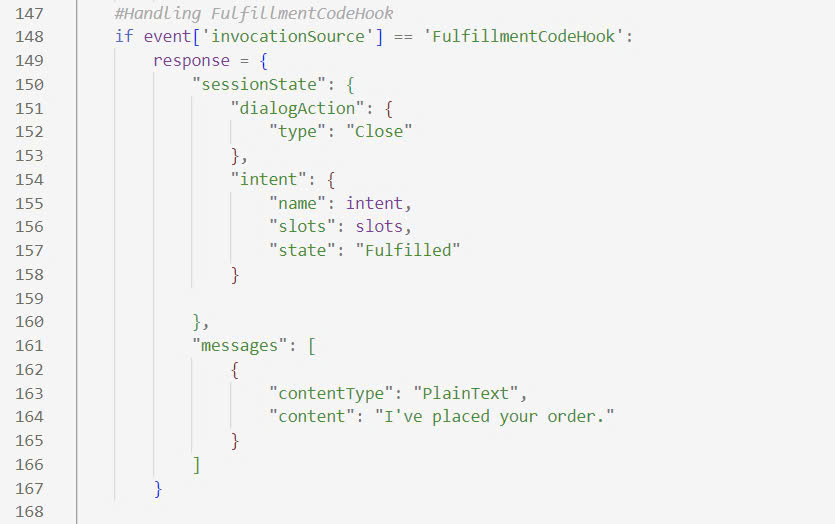 147 #Handling FulfillmentCodeHook
148 if event['invocationSource'] == 'FulfillmentCodeHook':
149 response = {
150 "sessionState": {
151 "dialogAction": {
152 "type": "Close"
153 },
154 "intent": {
155 "name": intent,
156 "slots": slots,
157 "state": "Fulfilled"
158 }
159
160 },
161 "messages": [
162 {
163 "contentType": "PlainText",
164 "content": "I've placed your order."
165 }
166 ]
167 }
168